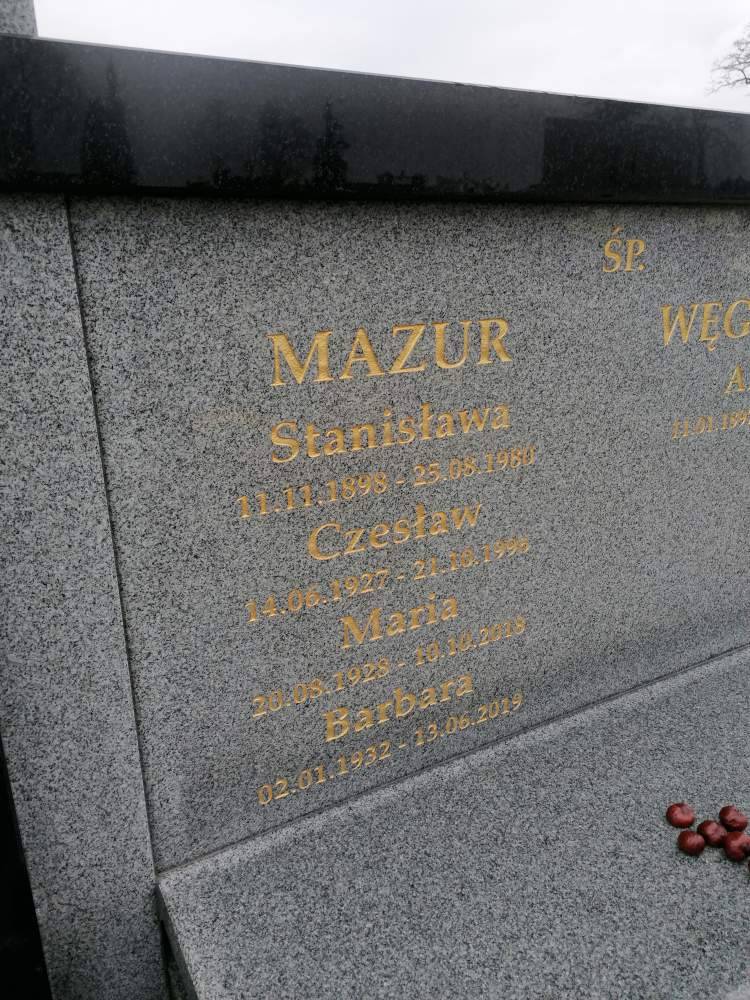 ŚP.
MAZUR
Stanisława
11.11.1898 - 25.08.1980
Czesław
14.06.1927 - 21.10.1996
Maria
20.08.1928 - 10.10.2018
Barbara
02.01.1932 - 13.06.2019